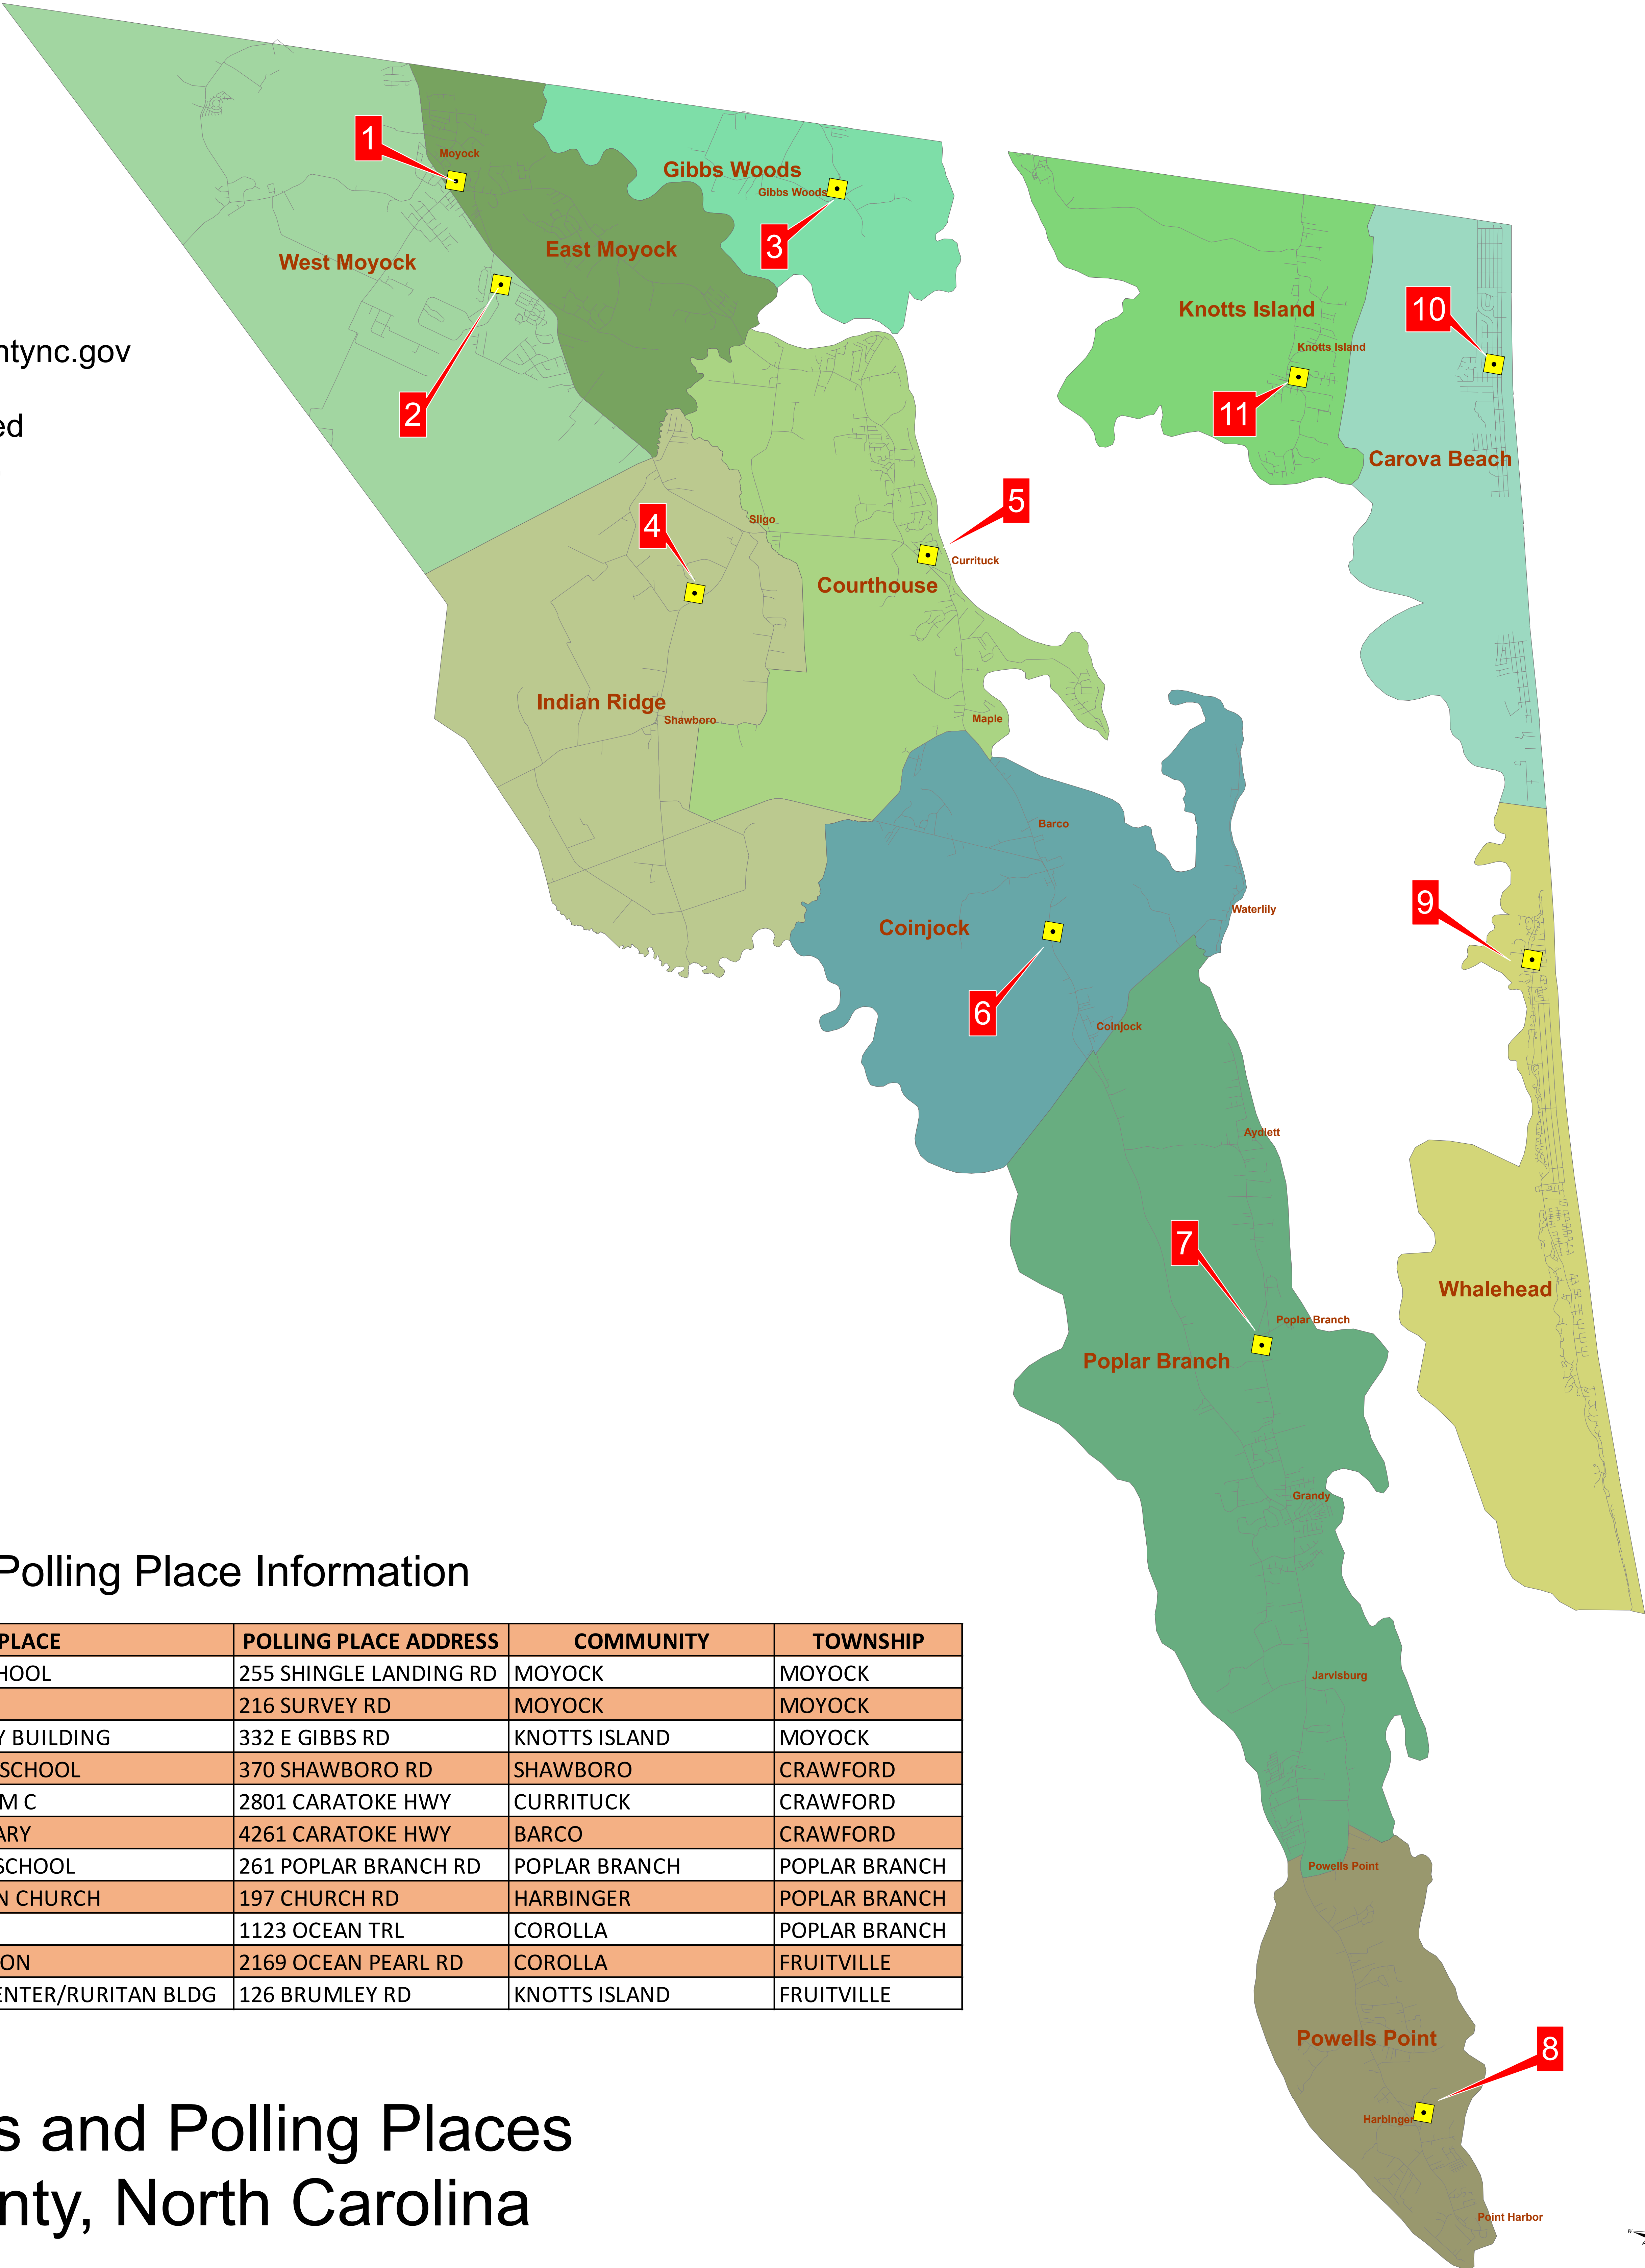 1
Moyock
Gibbs Woods
Gibbs Woods
3
East Moyock
West Moyock
2
Knotts Island
10
Knotts Island
11
Carova Beach
ntync.gov
ed
5
4
Sligo
Currittuck
Courthouse
Indian Ridge
Shawboro
Maple
Barco
9
Waterlily
Coinjock
6
Coinjock
Aydlett
7
Whalehead
Poplar Branch
Poplar Branch
Grandy
Polling Place Information
PLACE POLLING PLACE ADDRESS COMMUNITY TOWNSHIP
HOOL 255 SHINGLE LANDING RD MOYOCK MOYOCK
216 SURVEY RD MOYOCK MOYOCK
Y BUILDING 332 E GIBBS RD KNOTTS ISLAND MOYOCK
SCHOOL 370 SHAWBORO RD SHAWBORO CRAWFORD
M C 2801 CARATOKE HWY CURRITUCK CRAWFORD
ARY 4261 CARATOKE HWY BARCO CRAWFORD
SCHOOL 261 POPLAR BRANCH RD POPLAR BRANCH POPLAR BRANCH
N CHURCH 197 CHURCH RD HARBINGER POPLAR BRANCH
1123 OCEAN TRL COROLLA POPLAR BRANCH
ON 2169 OCEAN PEARL RD COROLLA FRUITVILLE
ENTER/RURITAN BLDG 126 BRUMLEY RD KNOTTS ISLAND FRUITVILLE
Jarvisburg
Powells Point
Powells Point
8
Harbinger
Point Harbor
s and Polling Places
nty, North Carolina
W